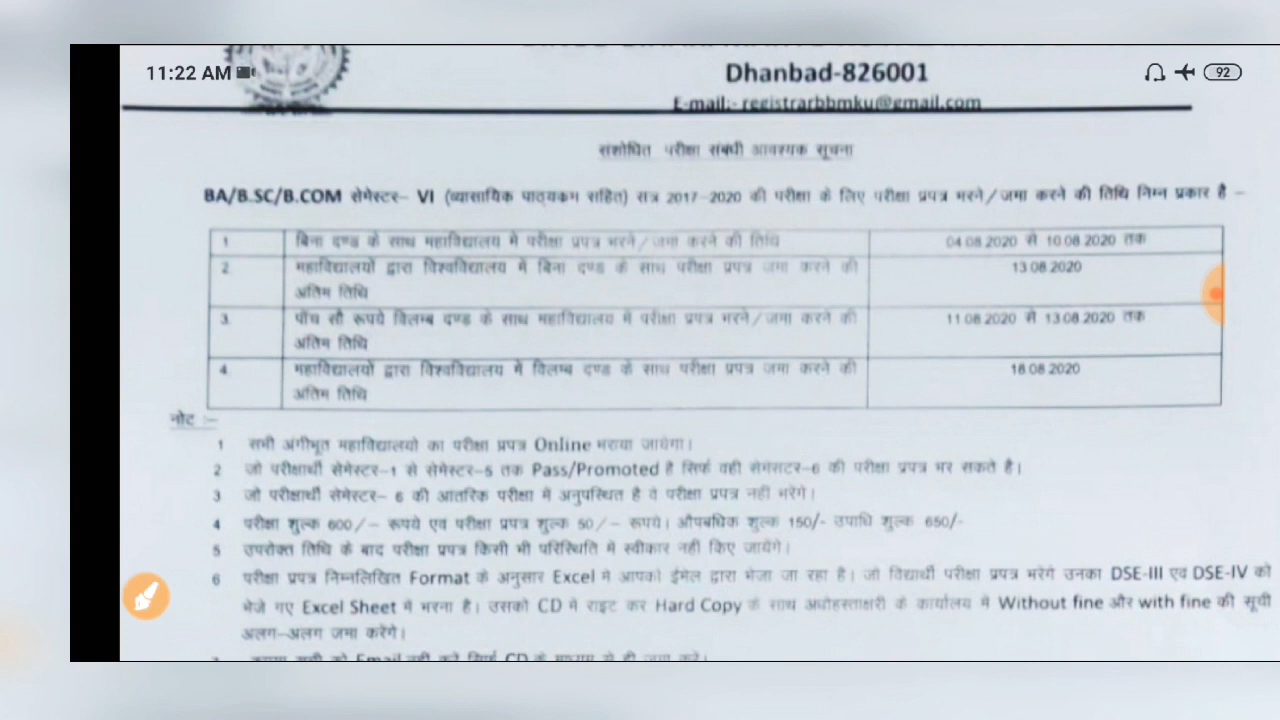 11:22 AM
92
Dhanbad-826001
E-mail:- registrarbbmku@gmail.com
संशोधित परीक्षा संबंधी आवश्यक सूचना
BA/B.SC/B.COM सेमेस्टर– VI (व्यासायिक पाठ्यकम सहित) सत्र 2017–2020 की परीक्षा के लिए परीक्षा प्रपत्र भरने/जमा करने की तिथि निम्न प्रकार है –
1 बिना दण्ड के साथ महाविद्यालय में परीक्षा प्रपत्र भरने/जमा करने की तिथि 04.08.2020 से 10.08.2020 तक
2. महाविद्यालयों द्वारा विश्वविद्यालय में बिना दण्ड के साथ परीक्षा प्रपत्र जमा करने की 13.08.2020
अंतिम तिथि
3. पाँच सौ रूपये विलम्ब दण्ड के साथ महाविद्यालय में परीक्षा प्रपत्र भरने/जमा करने की 11.08.2020 से 13.08.2020 तक
अंतिम तिथि
4. महाविद्यालयों द्वारा विश्वविद्यालय में विलम्ब दण्ड के साथ परीक्षा प्रपत्र जमा करने की 18.08.2020
अंतिम तिथि
नोट :–
1 सभी अंगीभूत महाविद्यालयो का परीक्षा प्रपत्र Online भराया जायेगा।
2 जो परीक्षार्थी सेमेस्टर–1 से सेमेस्टर–5 तक Pass/Promoted है सिर्फ वही सेमेसटर–6 की परीक्षा प्रपत्र भर सकते है।
3 जो परीक्षार्थी सेमेस्टर– 6 की आंतरिक परीक्षा मे अनुपस्थित है वे परीक्षा प्रपत्र नही भरेंगे।
4 परीक्षा शुल्क 600/– रूपये एव परीक्षा प्रपत्र शुल्क 50/– रूपये। औपबंधिक शुल्क 150/- उपाधि शुल्क 650/-
5 उपरोक्त तिथि के बाद परीक्षा प्रपत्र किसी भी परिस्थिति मे स्वीकार नही किए जायेंगे।
6 परीक्षा प्रपत्र निम्नलिखित Format के अनुसार Excel मे आपको ईमेल द्वारा भेजा जा रहा है। जो विद्यार्थी परीक्षा प्रपत्र भरेंगे उनका DSE-III एवं DSE-IV को
भेजे गए Excel Sheet मे भरना है। उसको CD मे राइट कर Hard Copy के साथ अधोहस्ताक्षरी के कार्यालय मे Without fine और with fine की सूची
अलग–अलग जमा करेंगे।